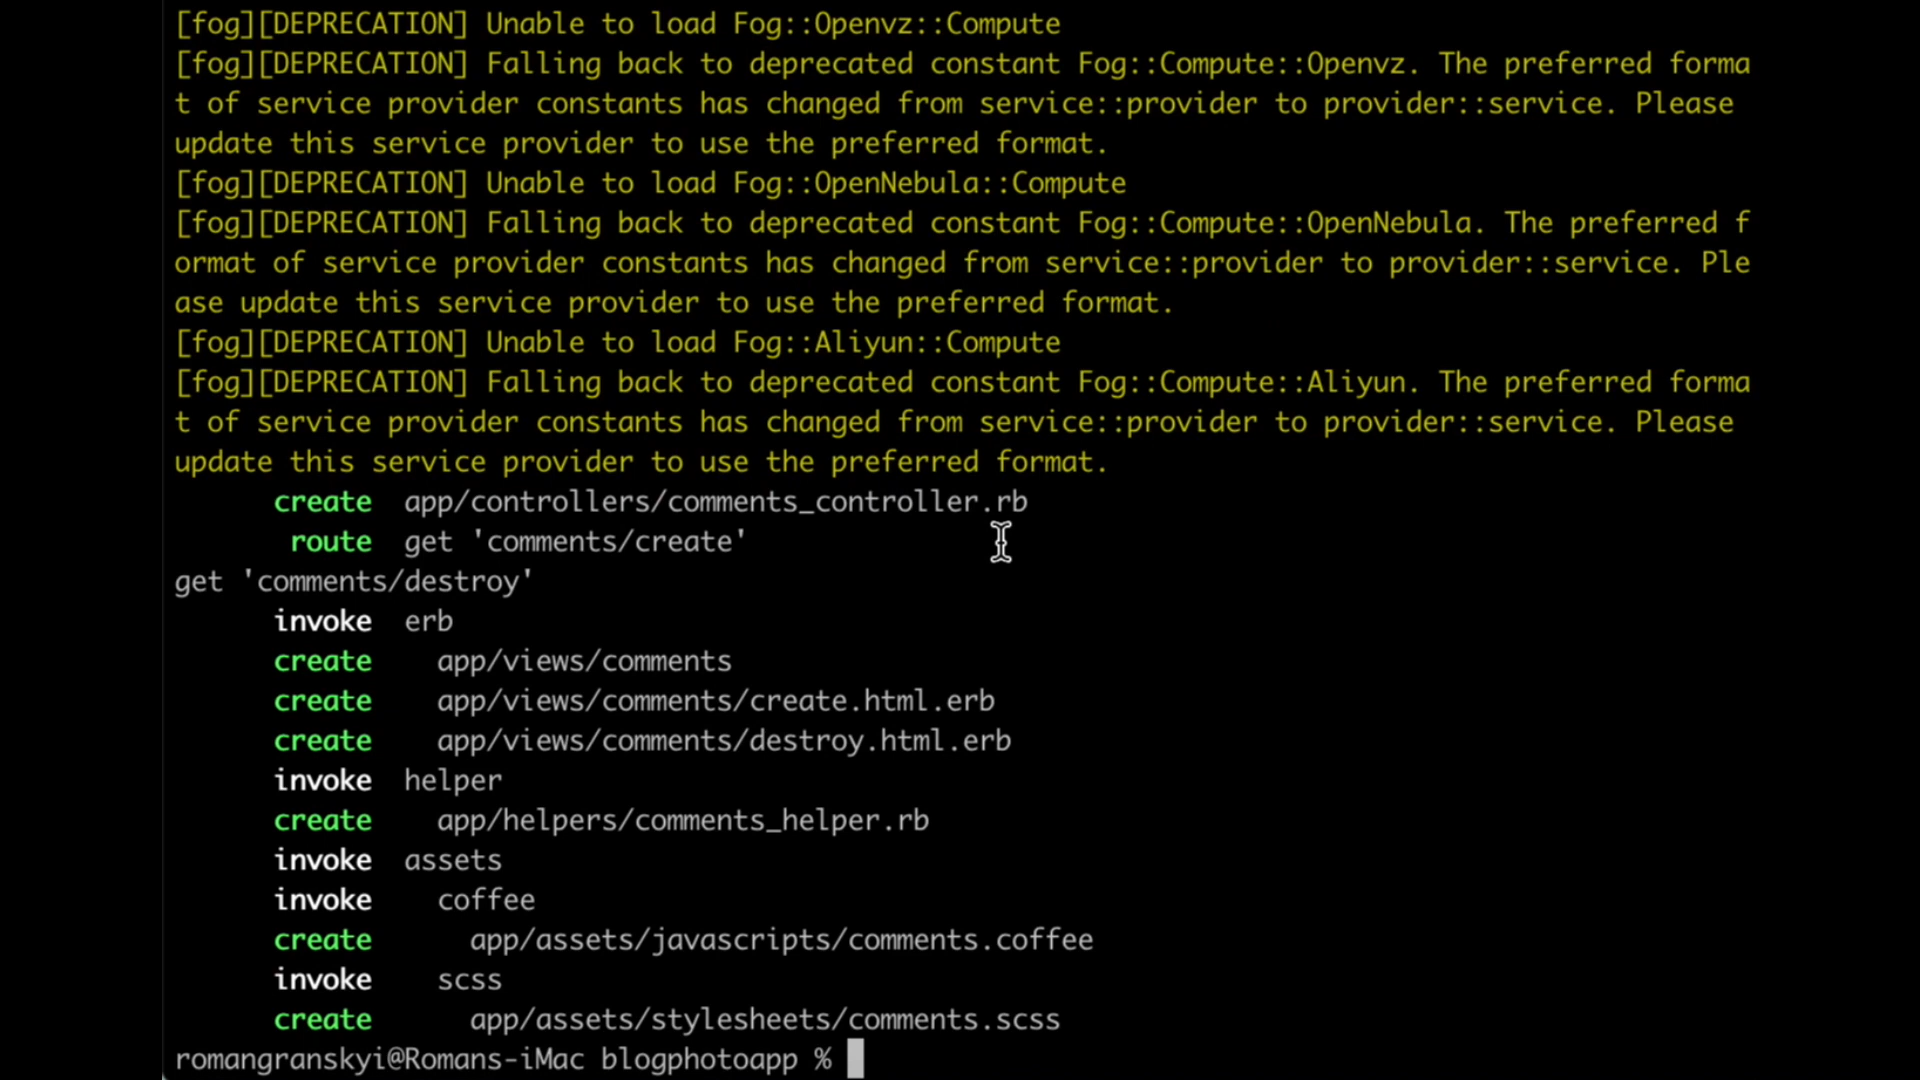 [fog][DEPRECATION] Unable to load Fog::Openvz::Compute
[fog][DEPRECATION] Falling back to deprecated constant Fog::Compute::Openvz. The preferred forma
t of service provider constants has changed from service::provider to provider::service. Please
update this service provider to use the preferred format.
[fog][DEPRECATION] Unable to load Fog::OpenNebula::Compute
[fog][DEPRECATION] Falling back to deprecated constant Fog::Compute::OpenNebula. The preferred f
ormat of service provider constants has changed from service::provider to provider::service. Ple
ase update this service provider to use the preferred format.
[fog][DEPRECATION] Unable to load Fog::Aliyun::Compute
[fog][DEPRECATION] Falling back to deprecated constant Fog::Compute::Aliyun. The preferred forma
t of service provider constants has changed from service::provider to provider::service. Please
update this service provider to use the preferred format.
create app/controllers/comments_controller.rb
route get 'comments/create'
get 'comments/destroy'
invoke erb
create app/views/comments
create app/views/comments/create.html.erb
create app/views/comments/destroy.html.erb
invoke helper
create app/helpers/comments_helper.rb
invoke assets
invoke coffee
create app/assets/javascripts/comments.coffee
invoke scss
create app/assets/stylesheets/comments.scss
romangranskyi@Romans-iMac blogphotoapp %